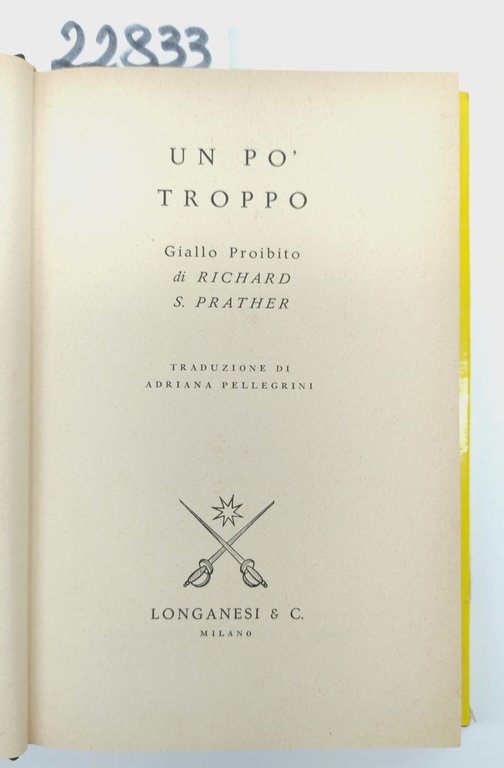 22833
UN PO'
TROPPO
Giallo Proibito
di RICHARD
S. PRATHER
TRADUZIONE DI
ADRIANA PELLEGRINI
LONGANESI & C.
MILANO